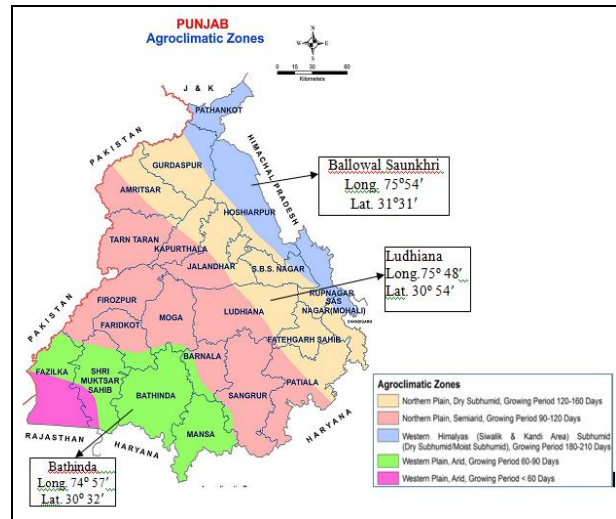 PUNJAB
Agroclimatic Zones
N
W
E
S
0 15 30 60
Kilometers
J & K
PATHANKOT
PAKISTAN
GURDASPUR
HIMACHAL PRADESH
AMRITSAR
HOSHIARPUR
TARN TARAN
KAPURTHALA
JALANDHAR
S.B.S. NAGAR
RUPNAGAR
SAS
NAGAR(MOHALI)
CHANDIGARH
PAKISTAN
FIROZPUR
MOGA
LUDHIANA
FARIDKOT
FATEHGARH SAHIB
BARNALA
FAZILKA
SHRI
MUKTSAR
SAHIB
BATHINDA
PATIALA
SANGRUR
MANSA
RAJASTHAN
HARYANA
HARYANA
Ballowal Saunkhri
Long. 75°54′
Lat. 31°31′
Ludhiana
Long.75° 48′
Lat. 30° 54′
Bathinda
Long. 74° 57′
Lat. 30° 32′
Agroclimatic Zones
Northern Plain, Dry Subhumid, Growing Period 120-160 Days
Northern Plain, Semiarid, Growing Period 90-120 Days
Western Himalyas (Siwalik & Kandi Area) Subhumid
(Dry Subhumid/Moist Subhumid), Growing Period 180-210 Days
Western Plain, Arid, Growing Period 60-90 Days
Western Plain, Arid, Growing Period < 60 Days